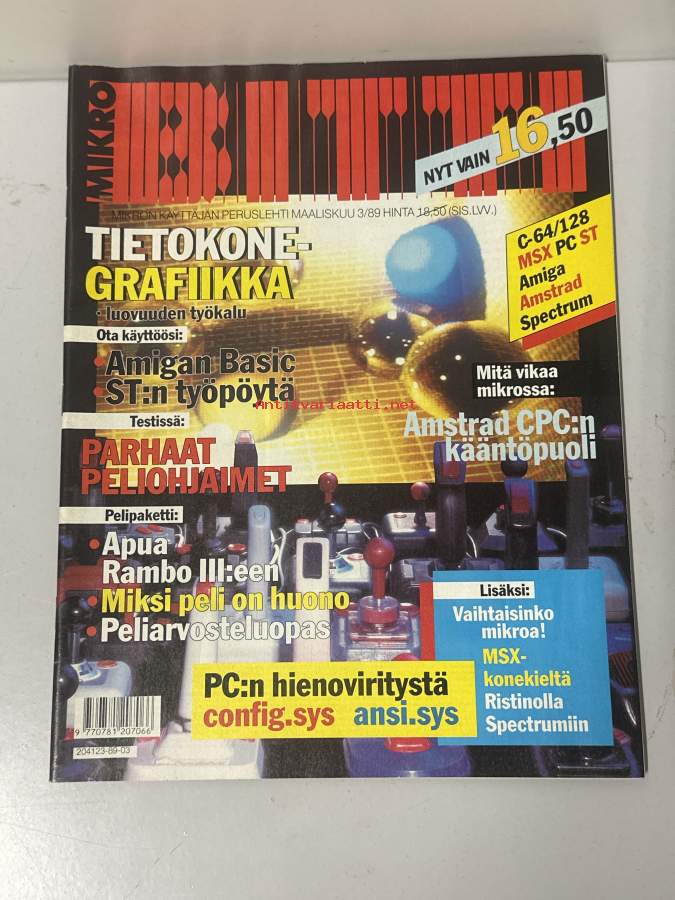 MIKRO
BITTI
NYT VAIN 16,50
MIKRON KÄYTTÄJÄN PERUSLEHTI MAALISKUU 3/89 HINTA 18,50 (SIS.LVV.)
TIETOKONE-
GRAFIIKKA
• luovuuden työkalu
Ota käyttöösi:
• Amigan Basic
• ST:n työpöytä
C-64/128
MSX PC ST
Amiga
Amstrad
Spectrum
Mitä vikaa
mikrossa:
Amstrad CPC:n
kääntöpuoli
Antikvariaatti.net
Testissä:
PARHAAT
PELIOHJAIMET
Pelipaketti:
• Apua
Rambo III:een
• Miksi peli on huono
• Peliarvosteluopas
Lisäksi:
Vaihtaisinko
mikroa!
MSX-
konekieltä
Ristinolla
Spectrumiin
PC:n hienoviritystä
config.sys ansi.sys
9 770781 207066
204123-89-03